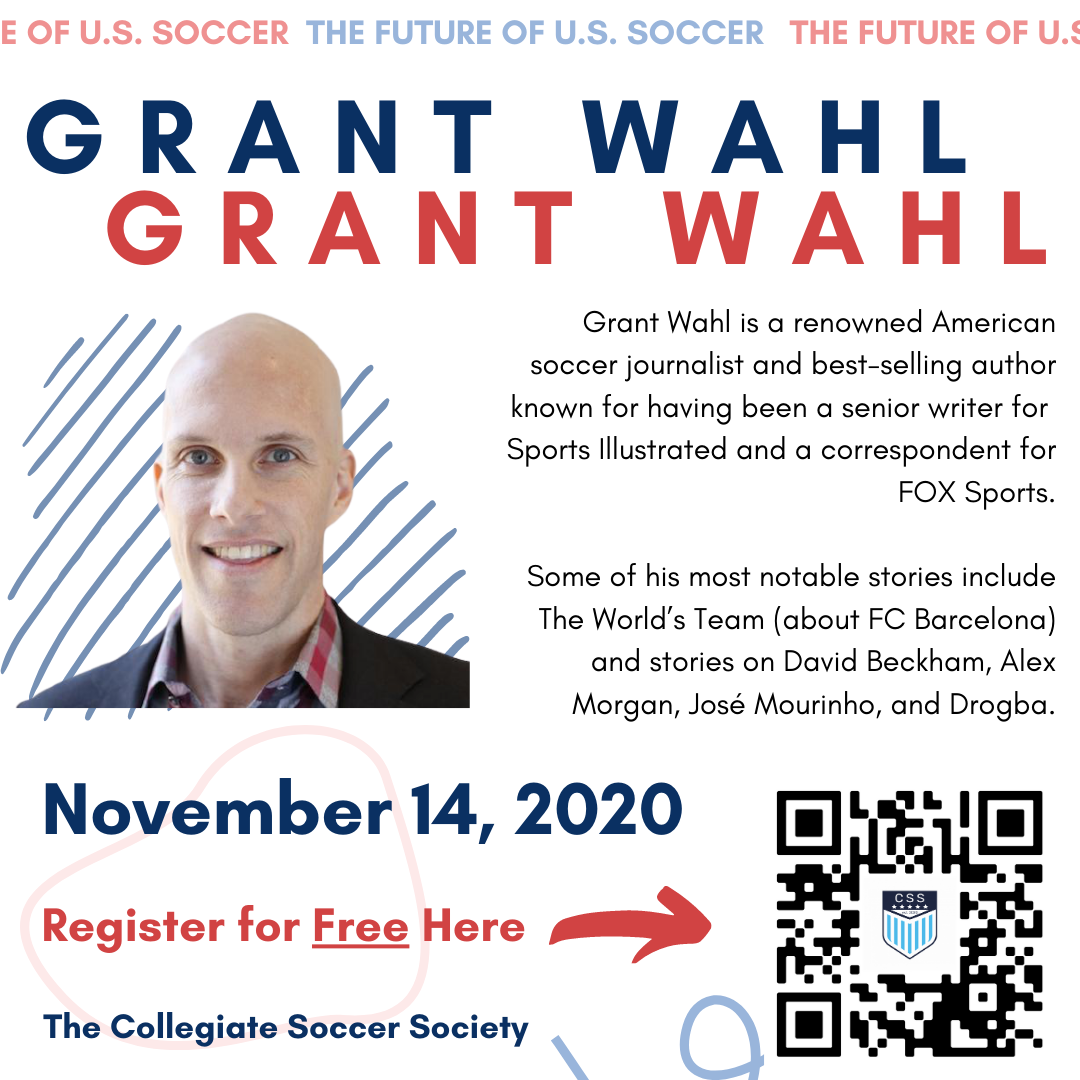 E OF U.S. SOCCER THE FUTURE OF U.S. SOCCER THE FUTURE OF U.S
GRANT WAHL
GRANT WAHL
Grant Wahl is a renowned American
soccer journalist and best-selling author
known for having been a senior writer for
Sports Illustrated and a correspondent for
FOX Sports.
Some of his most notable stories include
The World's Team (about FC Barcelona)
and stories on David Beckham, Alex
Morgan, José Mourinho, and Drogba.
November 14, 2020
Register for Free Here
CSS
The Collegiate Soccer Society